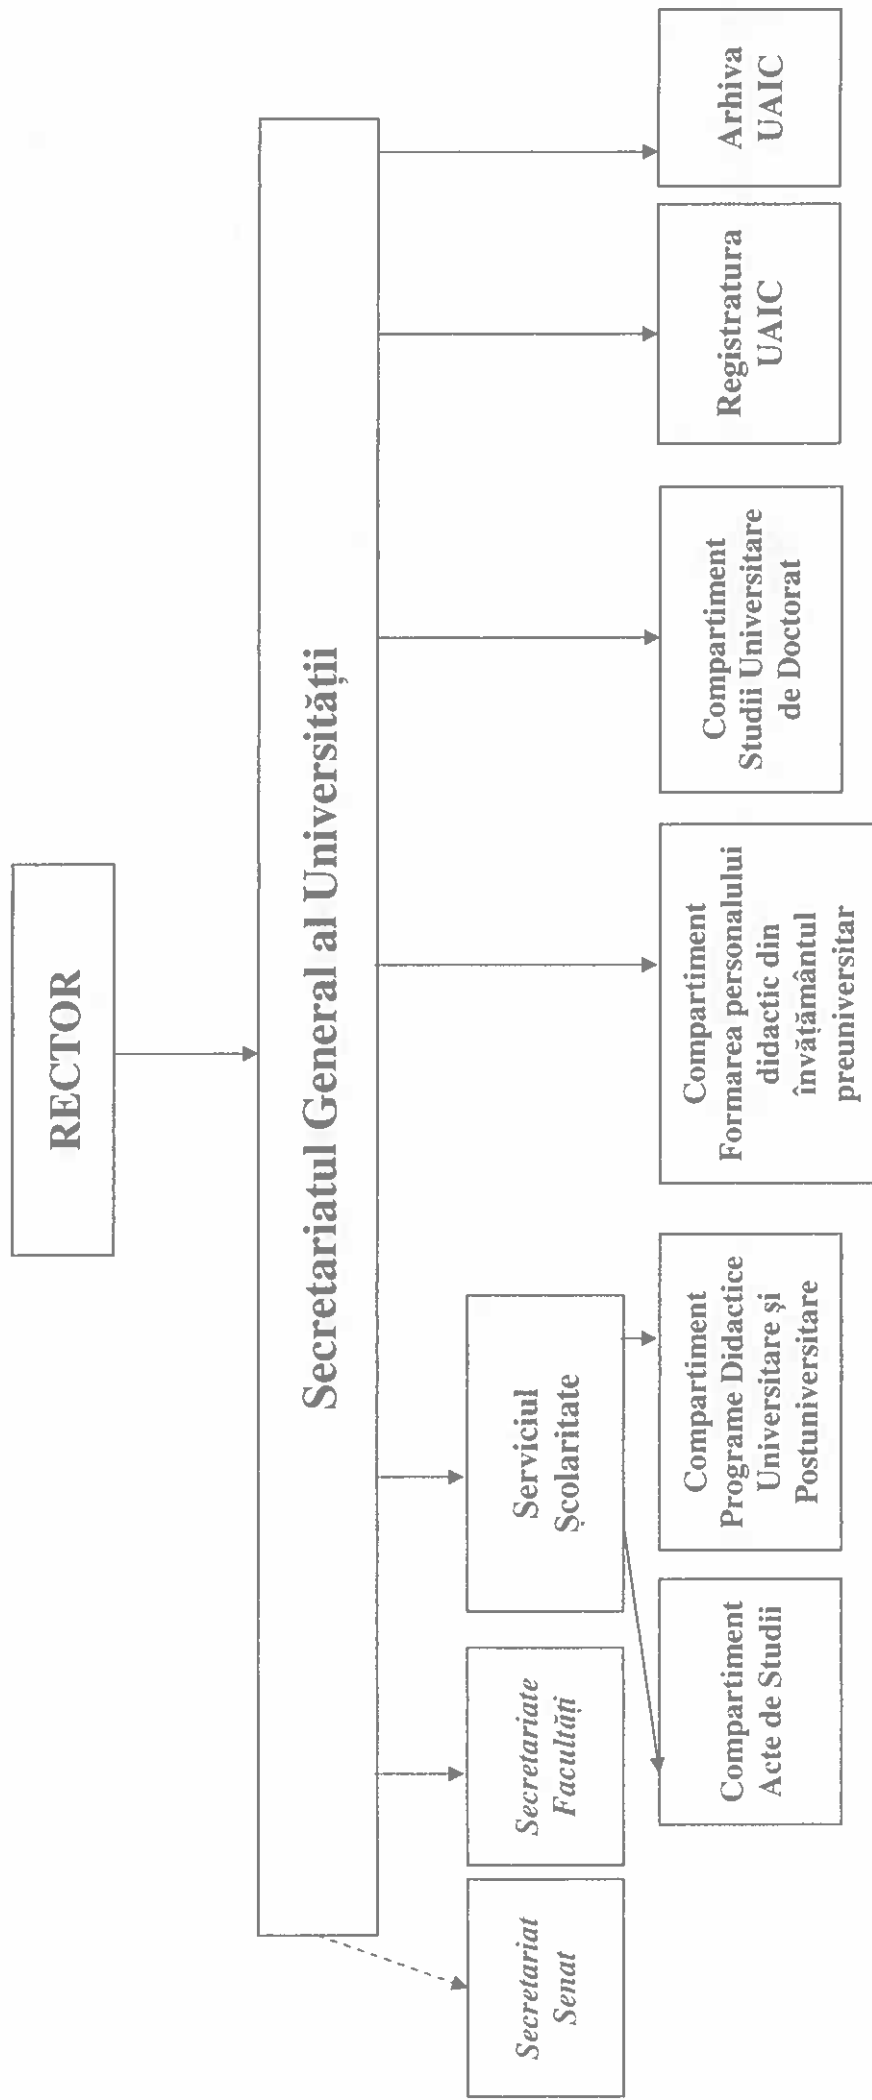 RECTOR
Secretariatul General al Universității
Secretariat
Senat
Secretariate
Facultăți
Serviciul
Școlaritate
Compartiment
Acte de Studii
Compartiment
Programe Didactice
Universitare și
Postuniversitare
Compartiment
Formarea personalului
didactic din
învățământul
preuniversitar
Compartiment
Studii Universitare
de Doctorat
Registratura
UAIC
Arhiva
UAIC